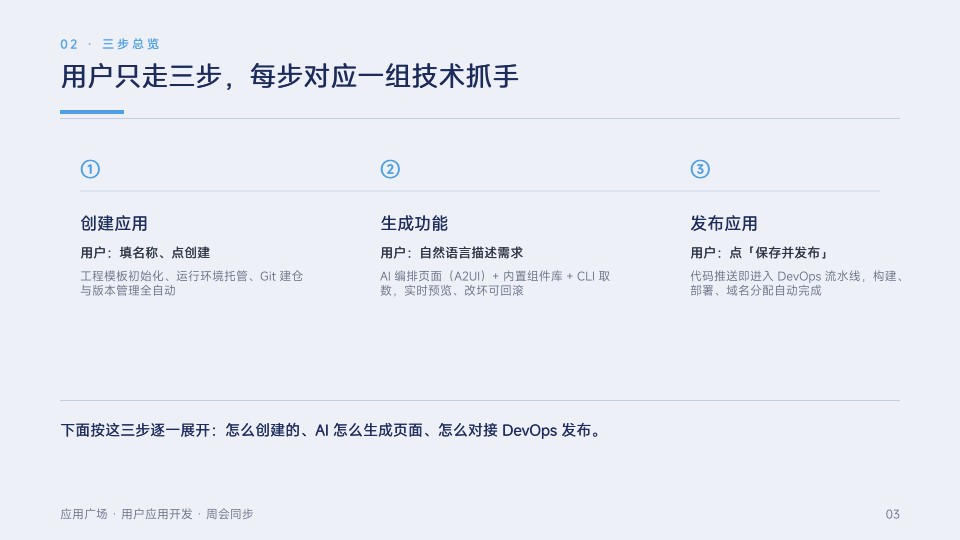 02 · 三步总览
用户只走三步，每步对应一组技术抓手
①
②
③
创建应用
用户：填名称、点创建
工程模板初始化、运行环境托管、Git 建仓
与版本管理全自动
生成功能
用户：自然语言描述需求
AI 编排页面（A2UI）+ 内置组件库 + CLI 取
数，实时预览、改坏可回滚
发布应用
用户：点「保存并发布」
代码推送即进入 DevOps 流水线，构建、
部署、域名分配自动完成
下面按这三步逐一展开：怎么创建的、AI 怎么生成页面、怎么对接 DevOps 发布。
应用广场 · 用户应用开发 · 周会同步
03